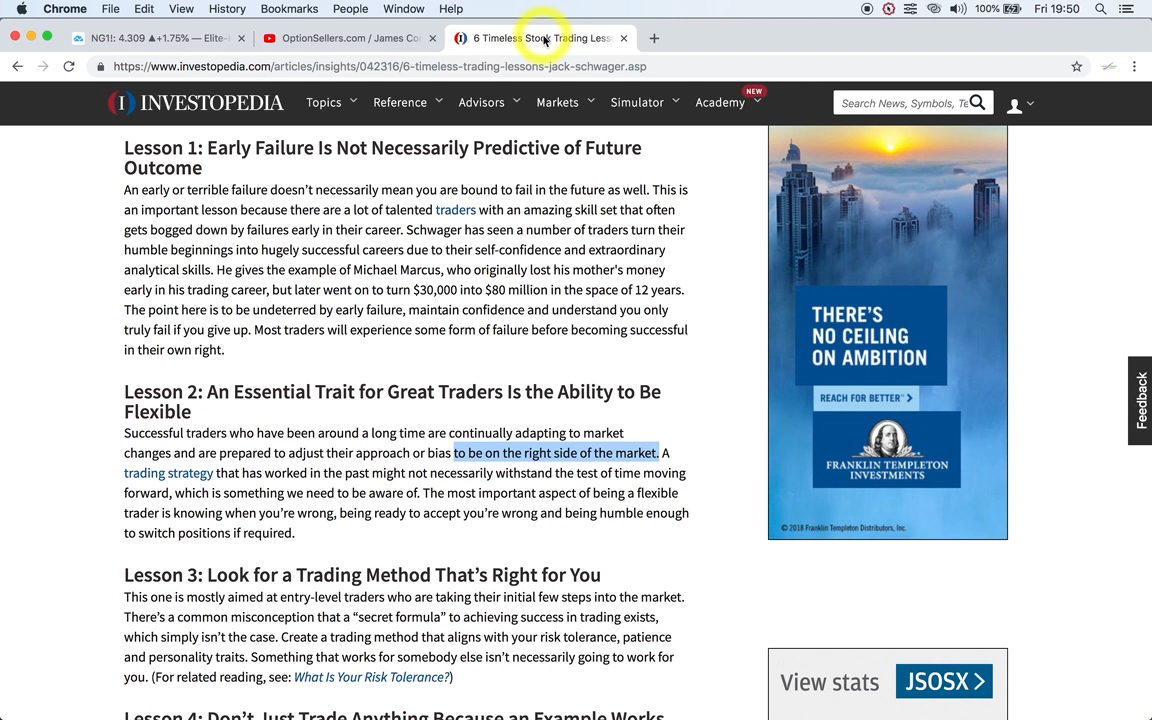 Chrome File Edit View History Bookmarks People Window Help 100% Fri 19:50
NG1!: 4.309 ▲+1.75% — Elite- × OptionSellers.com / James Co × 6 Timeless Stock Trading Less ×
https://www.investopedia.com/articles/insights/042316/6-timeless-trading-lessons-jack-schwager.asp
INVESTOPEDIA Topics Reference Advisors Markets Simulator Academy NEW Search News, Symbols, Te
Lesson 1: Early Failure Is Not Necessarily Predictive of Future
Outcome
An early or terrible failure doesn't necessarily mean you are bound to fail in the future as well. This is
an important lesson because there are a lot of talented traders with an amazing skill set that often
gets bogged down by failures early in their career. Schwager has seen a number of traders turn their
humble beginnings into hugely successful careers due to their self-confidence and extraordinary
analytical skills. He gives the example of Michael Marcus, who originally lost his mother's money
early in his trading career, but later went on to turn $30,000 into $80 million in the space of 12 years.
The point here is to be undeterred by early failure, maintain confidence and understand you only
truly fail if you give up. Most traders will experience some form of failure before becoming successful
in their own right.
Lesson 2: An Essential Trait for Great Traders Is the Ability to Be
Flexible
Successful traders who have been around a long time are continually adapting to market
changes and are prepared to adjust their approach or bias to be on the right side of the market. A
trading strategy that has worked in the past might not necessarily withstand the test of time moving
forward, which is something we need to be aware of. The most important aspect of being a flexible
trader is knowing when you're wrong, being ready to accept you're wrong and being humble enough
to switch positions if required.
Lesson 3: Look for a Trading Method That's Right for You
This one is mostly aimed at entry-level traders who are taking their initial few steps into the market.
There's a common misconception that a “secret formula” to achieving success in trading exists,
which simply isn't the case. Create a trading method that aligns with your risk tolerance, patience
and personality traits. Something that works for somebody else isn't necessarily going to work for
you. (For related reading, see: What Is Your Risk Tolerance?)
Lesson 4: Don't Just Trade Anything Because an Example Works
THERE'S
NO CEILING
ON AMBITION
REACH FOR BETTER™ >
FRANKLIN TEMPLETON
INVESTMENTS
© 2018 Franklin Templeton Distributors, Inc.
View stats JSOSX >
Feedback